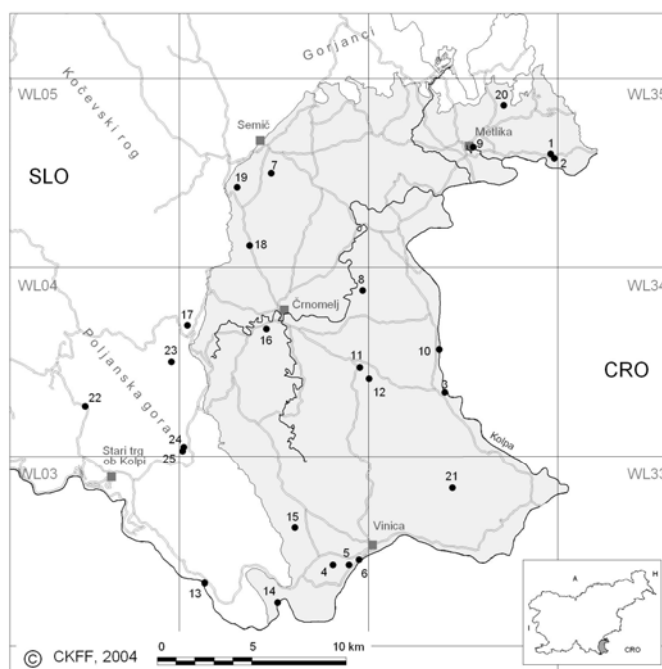 Gorjanci
WL05
WL35
Kočevski rog
20
Semič
Metlika
9
1
2
SLO
7
19
18
WL04
WL34
8
Črnomelj
17
16
10
Poljanska gora
23
11
12
CRO
3
22
Kolpa
24
25
Stari trg
ob Kolpi
WL03
WL33
21
15
Vinica
5
4
6
13
14
A
H
I
CRO
© CKFF, 2004
0 5 10 km